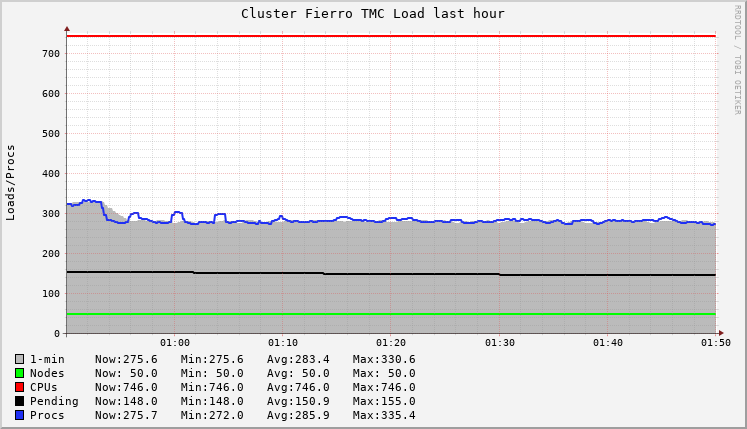 Cluster Fierro TMC Load last hour
RRDTOOL / TOBI OETIKER
Loads/Procs
700
600
500
400
300
200
100
0
01:00 01:10 01:20 01:30 01:40 01:50
1-min Now:275.6 Min:275.6 Avg:283.4 Max:330.6
Nodes Now: 50.0 Min: 50.0 Avg: 50.0 Max: 50.0
CPUs Now:746.0 Min:746.0 Avg:746.0 Max:746.0
Pending Now:148.0 Min:148.0 Avg:150.9 Max:155.0
Procs Now:275.7 Min:272.0 Avg:285.9 Max:335.4